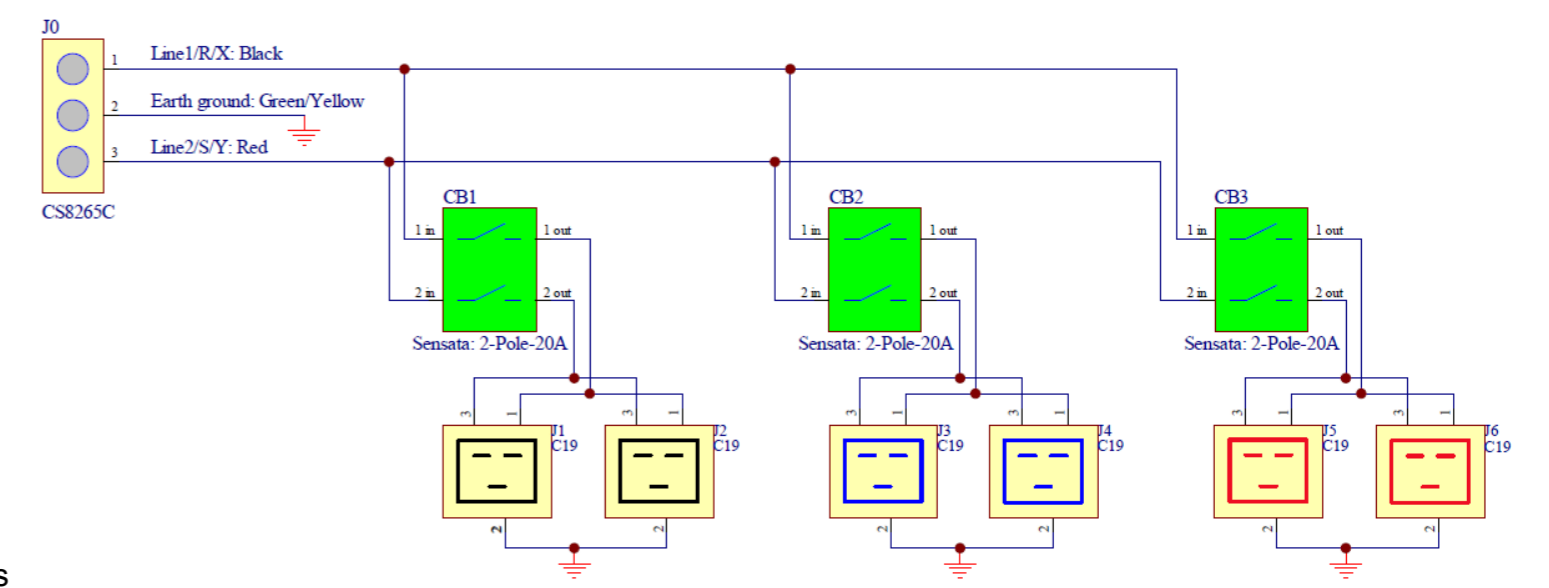 J0
1
Line1/R/X: Black
2
Earth ground: Green/Yellow
3
Line2/S/Y: Red
CS8265C
CB1
1 in
1 out
2 in
2 out
Sensata: 2-Pole-20A
CB2
1 in
1 out
2 in
2 out
Sensata: 2-Pole-20A
CB3
1 in
1 out
2 in
2 out
Sensata: 2-Pole-20A
3
1
J1
C19
2
3
1
J2
C19
2
3
1
J3
C19
2
3
1
J4
C19
2
3
1
J5
C19
2
3
1
J6
C19
2
s